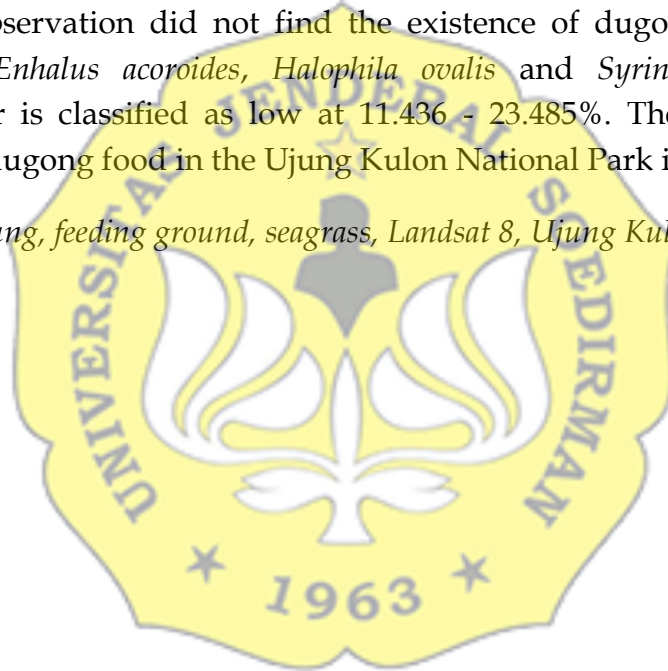 servation did not find the existence of dugo
Enhalus acoroides, Halophila ovalis and Syrin
r is classified as low at 11.436 - 23.485%. The
dugong food in the Ujung Kulon National Park i
ng, feeding ground, seagrass, Landsat 8, Ujung Kul
UNIVERSITAS JENDERAL SOEDIRMAN
1963